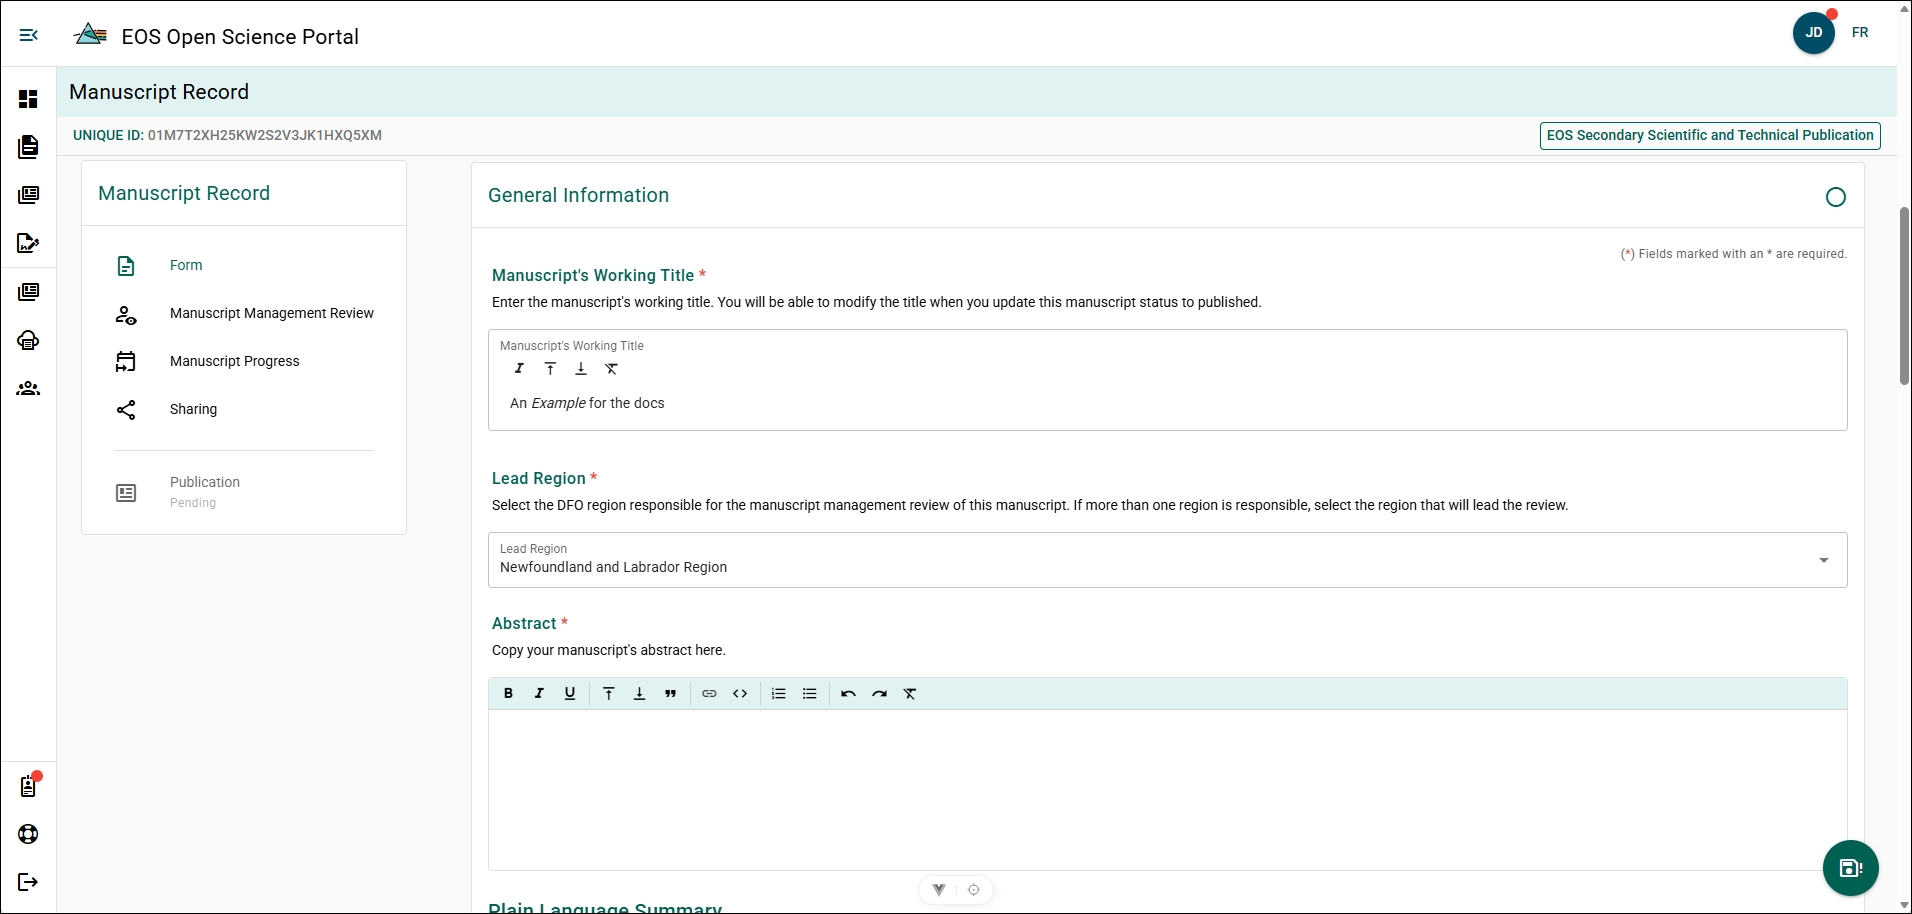 EOS Open Science Portal
JD
FR
Manuscript Record
UNIQUE ID: 01M7T2XH25KW2S2V3JK1HXQ5XM
EOS Secondary Scientific and Technical Publication
Manuscript Record
Form
Manuscript Management Review
Manuscript Progress
Sharing
Publication
Pending
General Information
(*) Fields marked with an * are required.
Manuscript's Working Title *
Enter the manuscript's working title. You will be able to modify the title when you update this manuscript status to published.
Manuscript's Working Title
An Example for the docs
Lead Region *
Select the DFO region responsible for the manuscript management review of this manuscript. If more than one region is responsible, select the region that will lead the review.
Lead Region
Newfoundland and Labrador Region
Abstract *
Copy your manuscript's abstract here.
Plain Language Summary